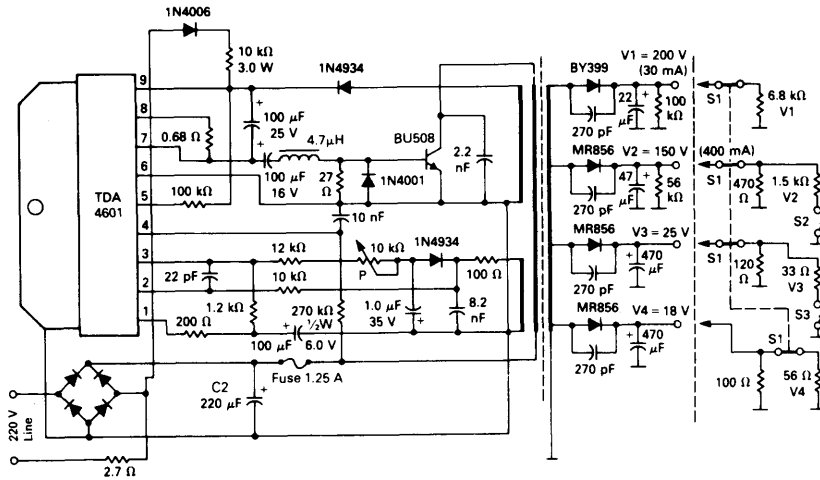 1N4006
10 kΩ
3.0 W
1N4934
9
8
7
6
5
4
3
2
1
TDA
4601
0.68 Ω
+
100 µF
25 V
4.7µH
+
100 µF
16 V
27
Ω
1N4001
BU508
2.2
nF
100 kΩ
10 nF
12 kΩ
10 kΩ
P
1N4934
100 Ω
22 pF
10 kΩ
1.2 kΩ
270 kΩ
½W
1.0 µF
35 V
+
8.2
nF
200 Ω
+
100 µF
6.0 V
Fuse 1.25 A
C2
220 µF
+
220 V
Line
2.7 Ω
BY399
V1 = 200 V
(30 mA)
+
22
µF
100
kΩ
270 pF
S1
6.8 kΩ
V1
MR856
V2 = 150 V
(400 mA)
+
47
µF
56
kΩ
270 pF
S1
470
Ω
1.5 kΩ
V2
S2
MR856
V3 = 25 V
+
470
µF
270 pF
S1
120
Ω
33 Ω
V3
S3
MR856
V4 = 18 V
+
470
µF
270 pF
S1
100 Ω
56 Ω
V4